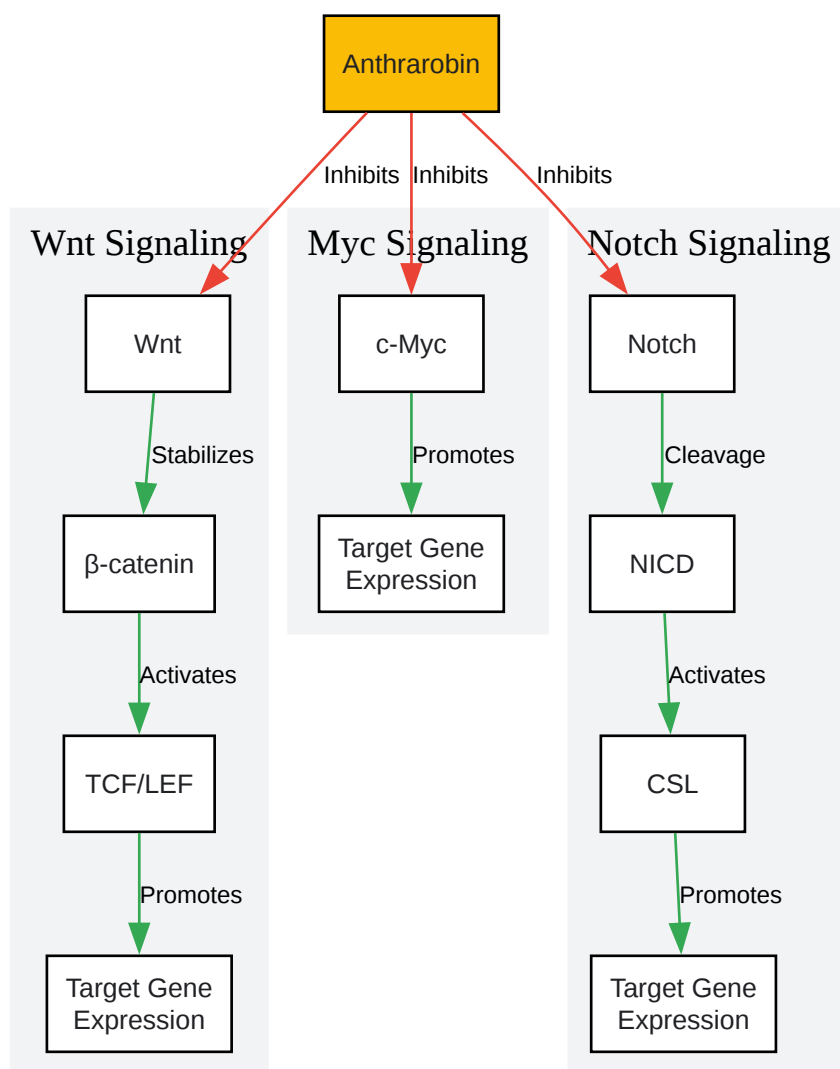 Anthrarobin
Inhibits
Inhibits
Inhibits
Wnt Signaling
Myc Signaling
Notch Signaling
Wnt
c-Myc
Notch
Stabilizes
Promotes
Cleavage
β-catenin
Target Gene
Expression
NICD
Activates
Activates
TCF/LEF
CSL
Promotes
Promotes
Target Gene
Expression
Target Gene
Expression